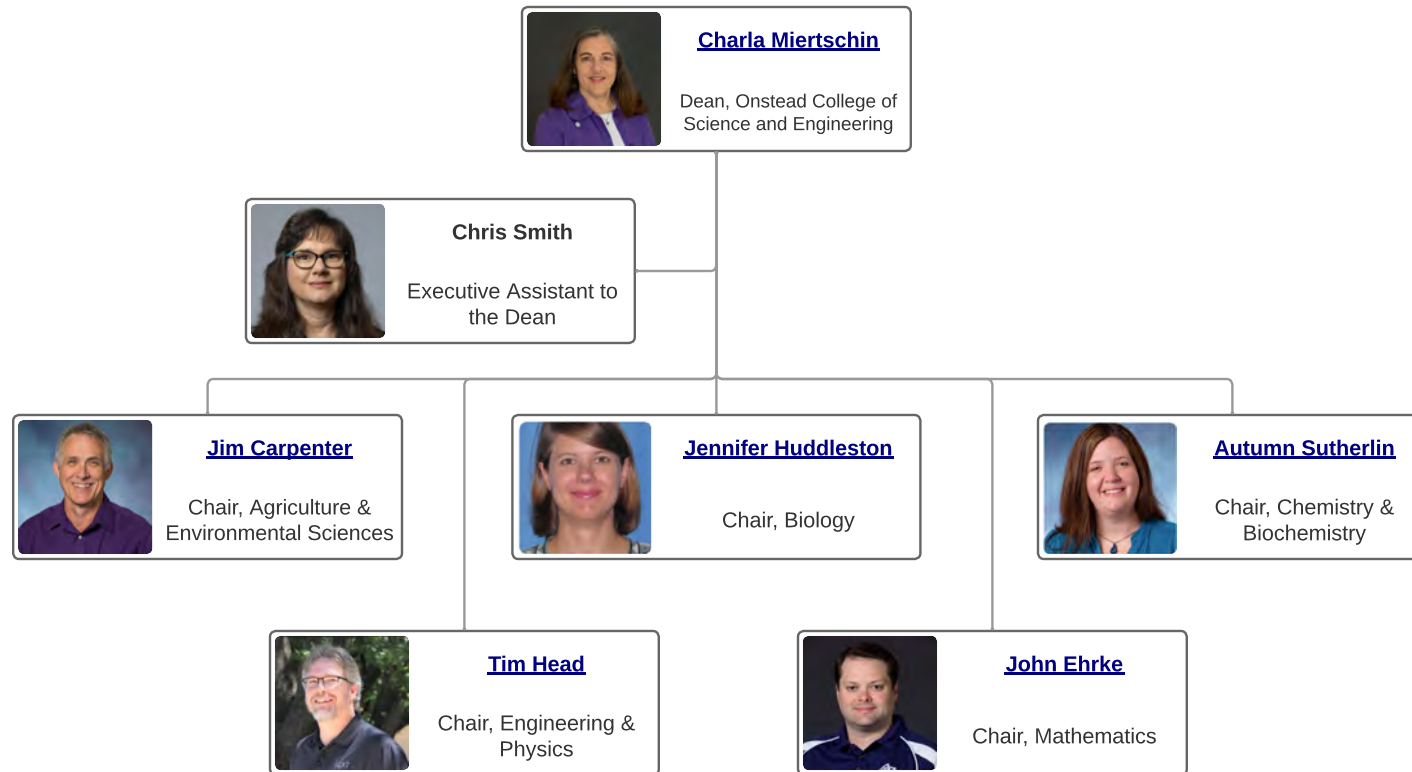 Charla Miertschin
Dean, Onstead College of
Science and Engineering
Chris Smith
Executive Assistant to
the Dean
Jim Carpenter
Chair, Agriculture &
Environmental Sciences
Jennifer Huddleston
Chair, Biology
Autumn Sutherlin
Chair, Chemistry &
Biochemistry
Tim Head
Chair, Engineering &
Physics
John Ehrke
Chair, Mathematics